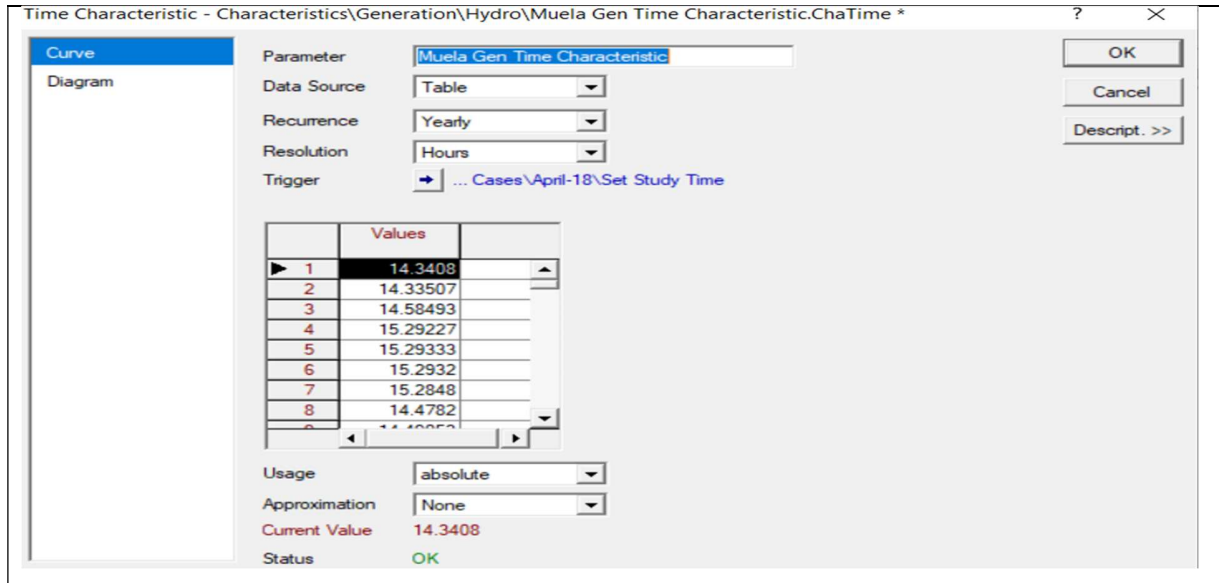 Time Characteristic - Characteristics\Generation\Hydro\Muela Gen Time Characteristic.ChaTime * ? ×
Curve
Diagram
Parameter Muela Gen Time Characteristic
Data Source Table
Recurrence Yearly
Resolution Hours
Trigger ... Cases\April-18\Set Study Time
OK
Cancel
Descript. >>
Values
1 14.3408
2 14.33507
3 14.58493
4 15.29227
5 15.29333
6 15.2932
7 15.2848
8 14.4782
Usage absolute
Approximation None
Current Value 14.3408
Status OK